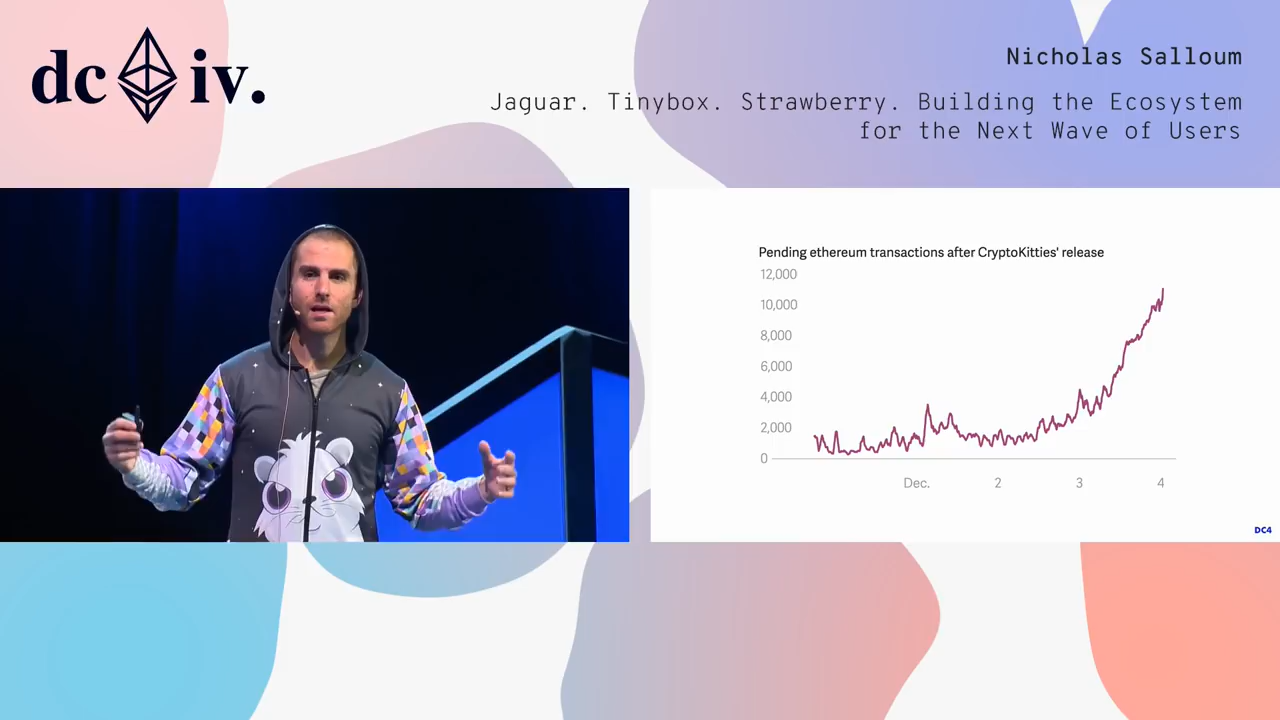 dc iv.
Nicholas Salloum
Jaguar. Tinybox. Strawberry. Building the Ecosystem
for the Next Wave of Users
Pending ethereum transactions after CryptoKitties' release
12,000
10,000
8,000
6,000
4,000
2,000
0
Dec. 2 3 4
DC4